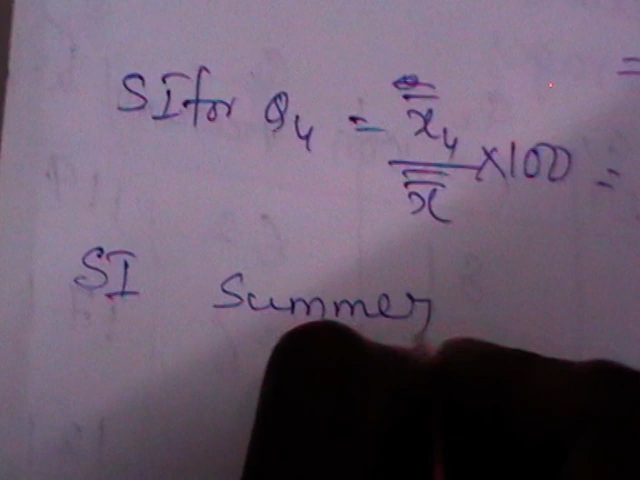 SI for Q₄ = x̿₄/x̿ × 100 =
=
SI Summer